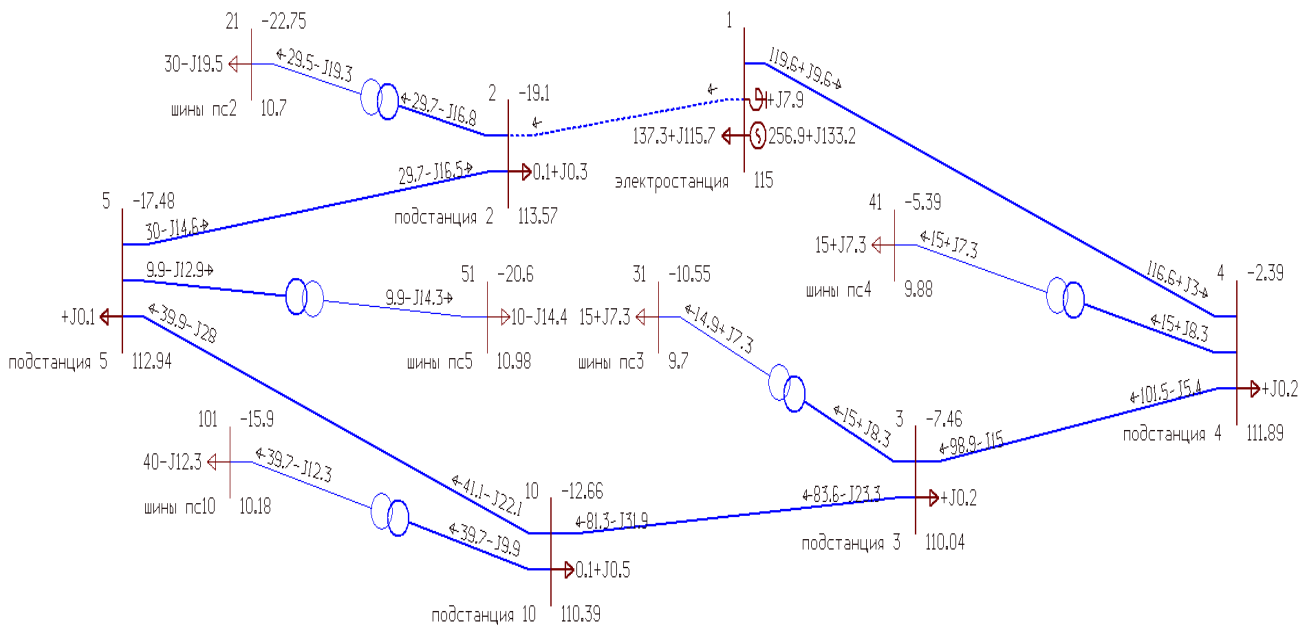 21 -22.75
1
30-J19.5
←29.5-J19.3
119.6+J9.6→
шины пс2 10.7
←29.7-J16.8
2 -19.1
+J7.9
137.3+J115.7
256.9+J133.2
электростанция 115
29.7-J16.5→
0.1+J0.3
подстанция 2 113.57
5 -17.48
30-J14.6→
41 -5.39
15+J7.3
←15+J7.3
шины пс4 9.88
116.6+J3→
4 -2.39
9.9-J12.9→
51 -20.6
31 -10.55
9.9-J14.3→
10-J14.4
15+J7.3
←14.9+J7.3
←15+J8.3
+J0.1
←39.9-J28
подстанция 5 112.94
шины пс5 10.98
шины пс3 9.7
←101.5-J5.4
+J0.2
101 -15.9
←15+J8.3
3 -7.46
подстанция 4 111.89
←98.9-J15
40-J12.3
←39.7-J12.3
шины пс10 10.18
←41.1-J22.1
10 -12.66
←83.6-J23.3
+J0.2
←81.3-J31.9
←39.7-J9.9
подстанция 3 110.04
0.1+J0.5
подстанция 10 110.39